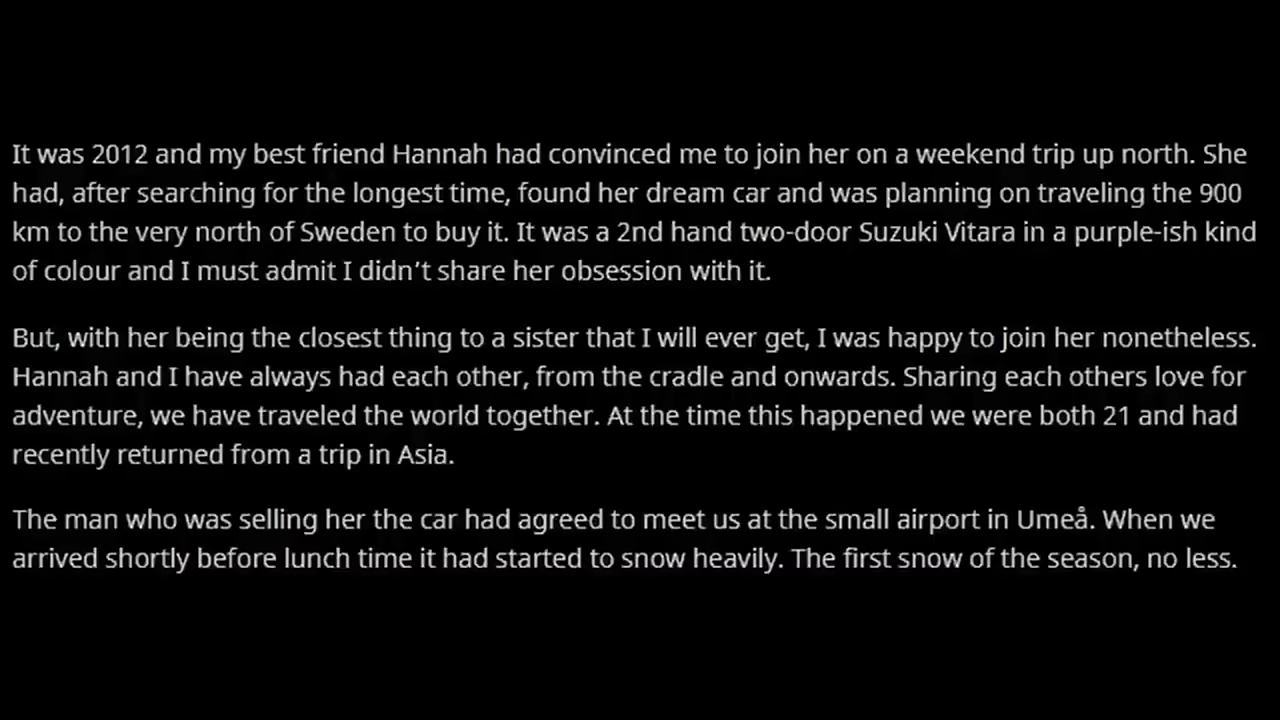 It was 2012 and my best friend Hannah had convinced me to join her on a weekend trip up north. She
had, after searching for the longest time, found her dream car and was planning on traveling the 900
km to the very north of Sweden to buy it. It was a 2nd hand two-door Suzuki Vitara in a purple-ish kind
of colour and I must admit I didn’t share her obsession with it.
But, with her being the closest thing to a sister that I will ever get, I was happy to join her nonetheless.
Hannah and I have always had each other, from the cradle and onwards. Sharing each others love for
adventure, we have traveled the world together. At the time this happened we were both 21 and had
recently returned from a trip in Asia.
The man who was selling her the car had agreed to meet us at the small airport in Umeå. When we
arrived shortly before lunch time it had started to snow heavily. The first snow of the season, no less.